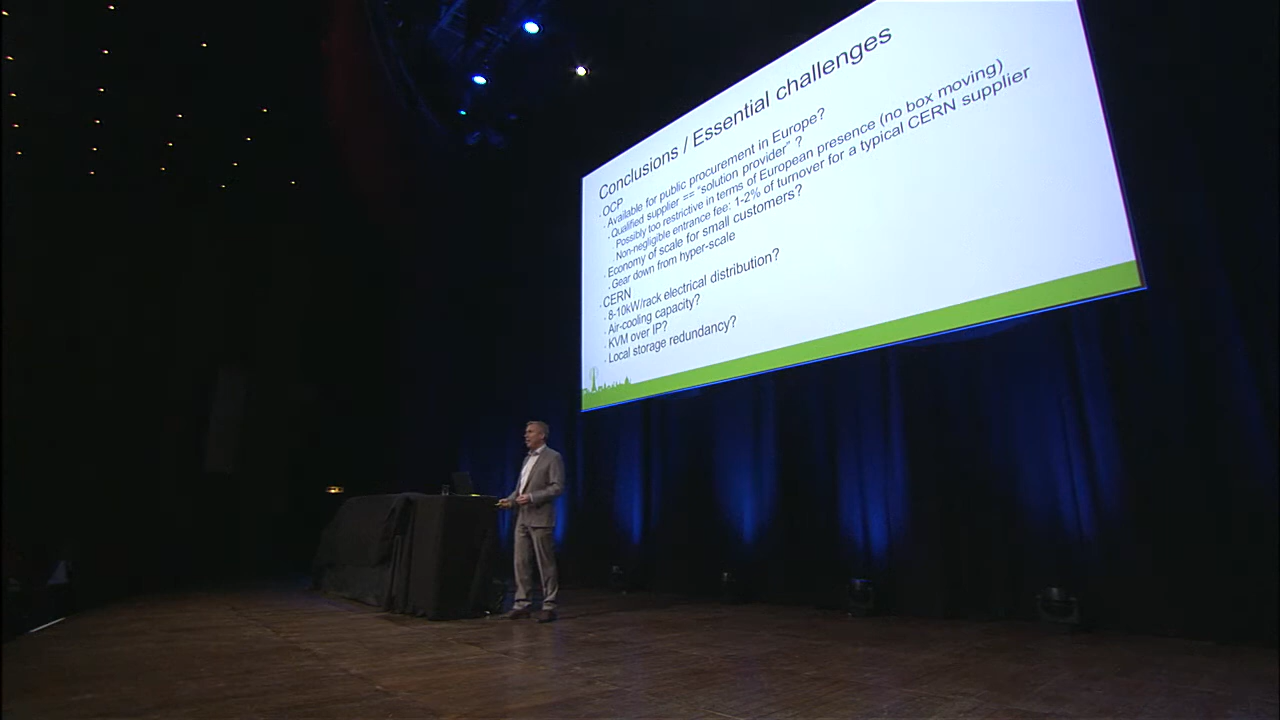 Conclusions / Essential challenges
· OCP
· Available for public procurement in Europe?
· Qualified supplier == “solution provider” ?
· Possibly too restrictive in terms of European presence (no box moving)
· Non-negligible entrance fee: 1-2% of turnover for a typical CERN supplier
· Economy of scale for small customers?
· Gear down from hyper-scale
· CERN
· 8-10kW/rack electrical distribution?
· Air-cooling capacity?
· KVM over IP?
· Local storage redundancy?